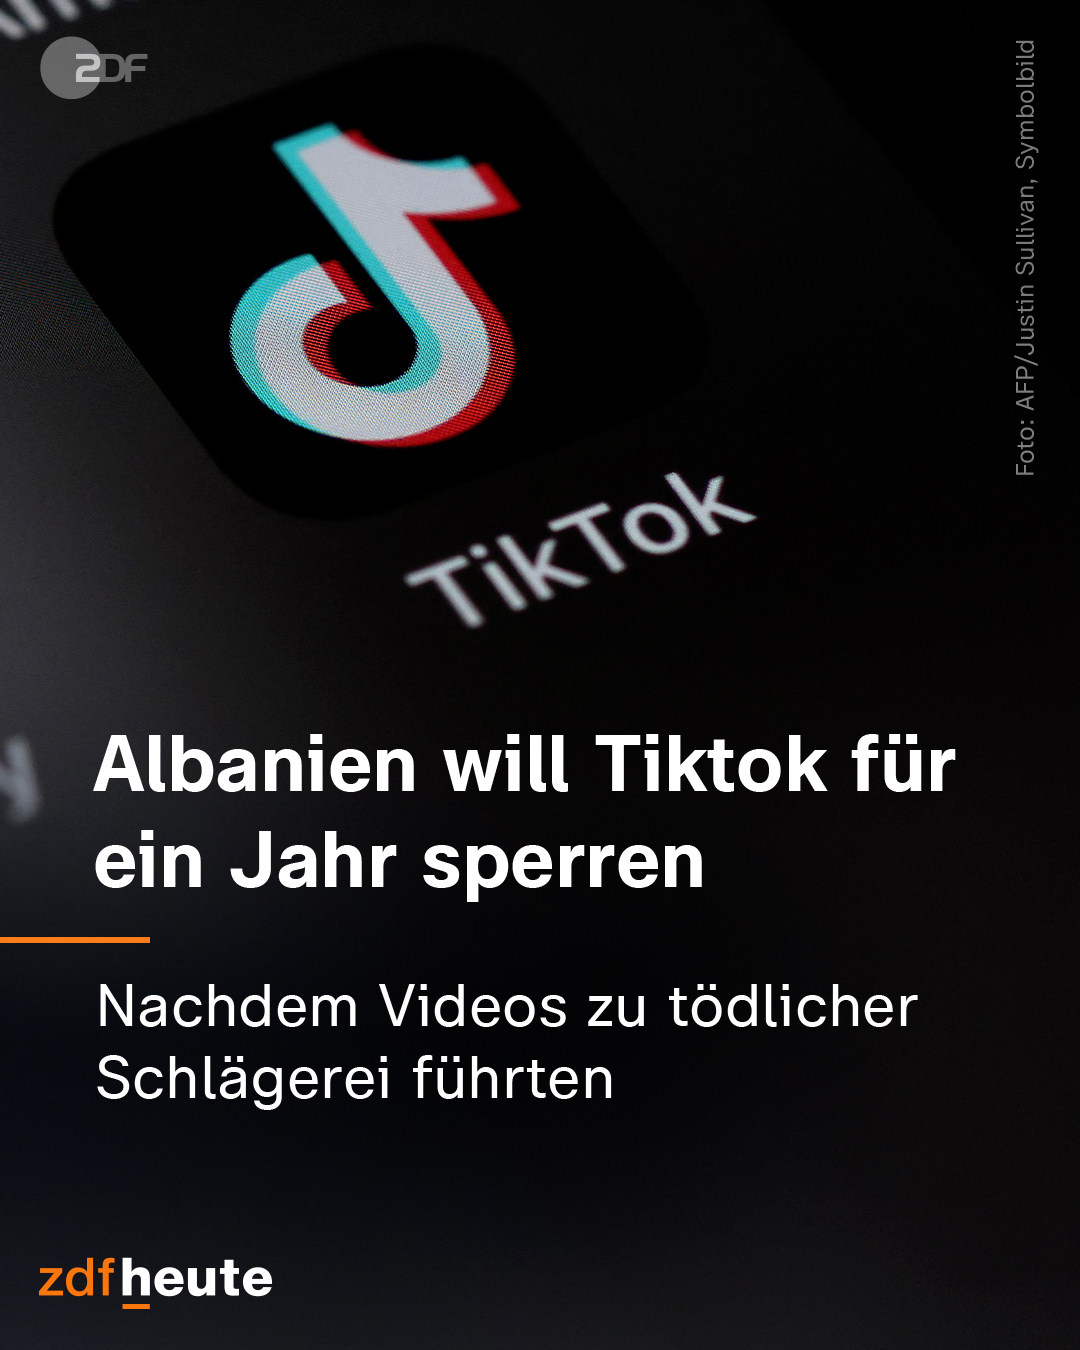 ZDF
Foto: AFP/Justin Sullivan, Symbolbild
TikTok
Albanien will Tiktok für
ein Jahr sperren
Nachdem Videos zu tödlicher
Schlägerei führten
zdfheute